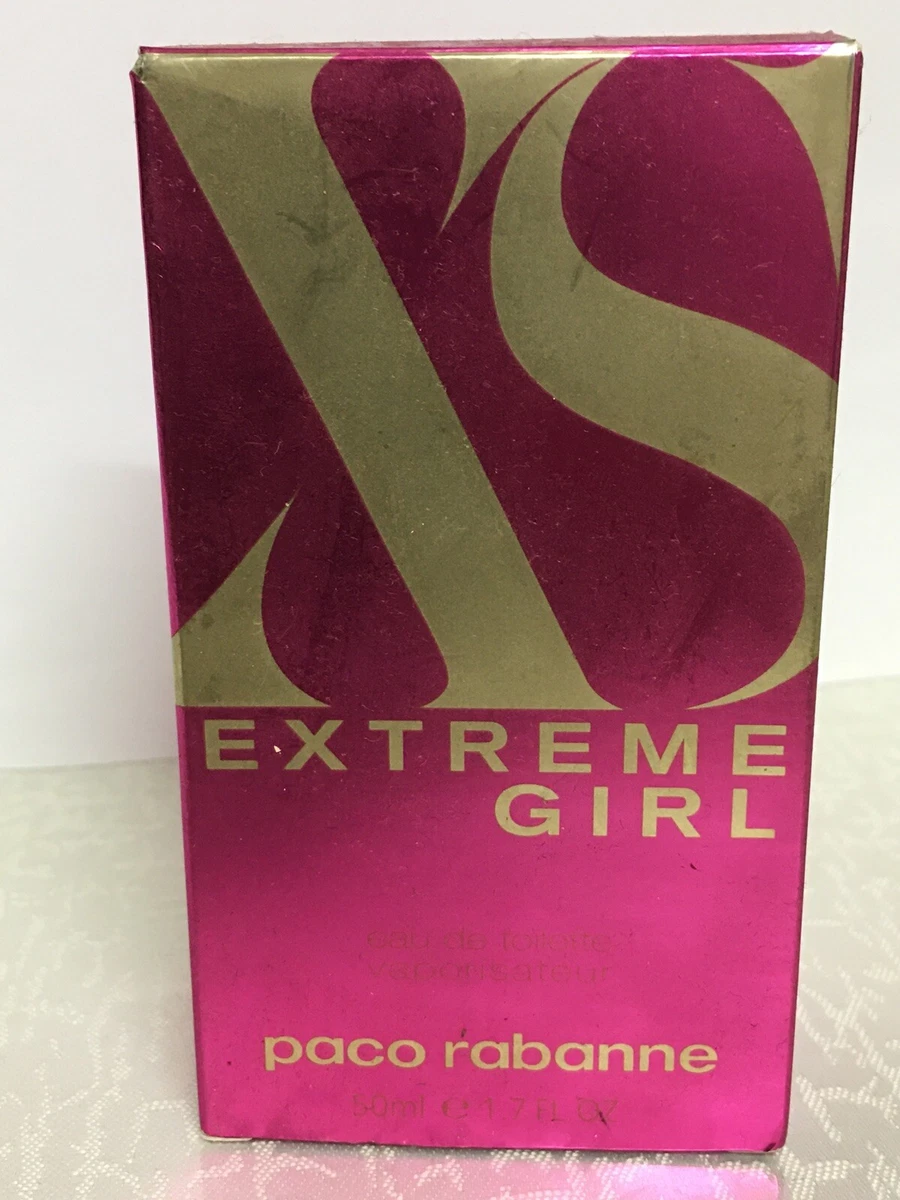 XS
EXTREME
GIRL
eau de toilette
vaporisateur
paco rabanne
50ml e 1.7 FL OZ